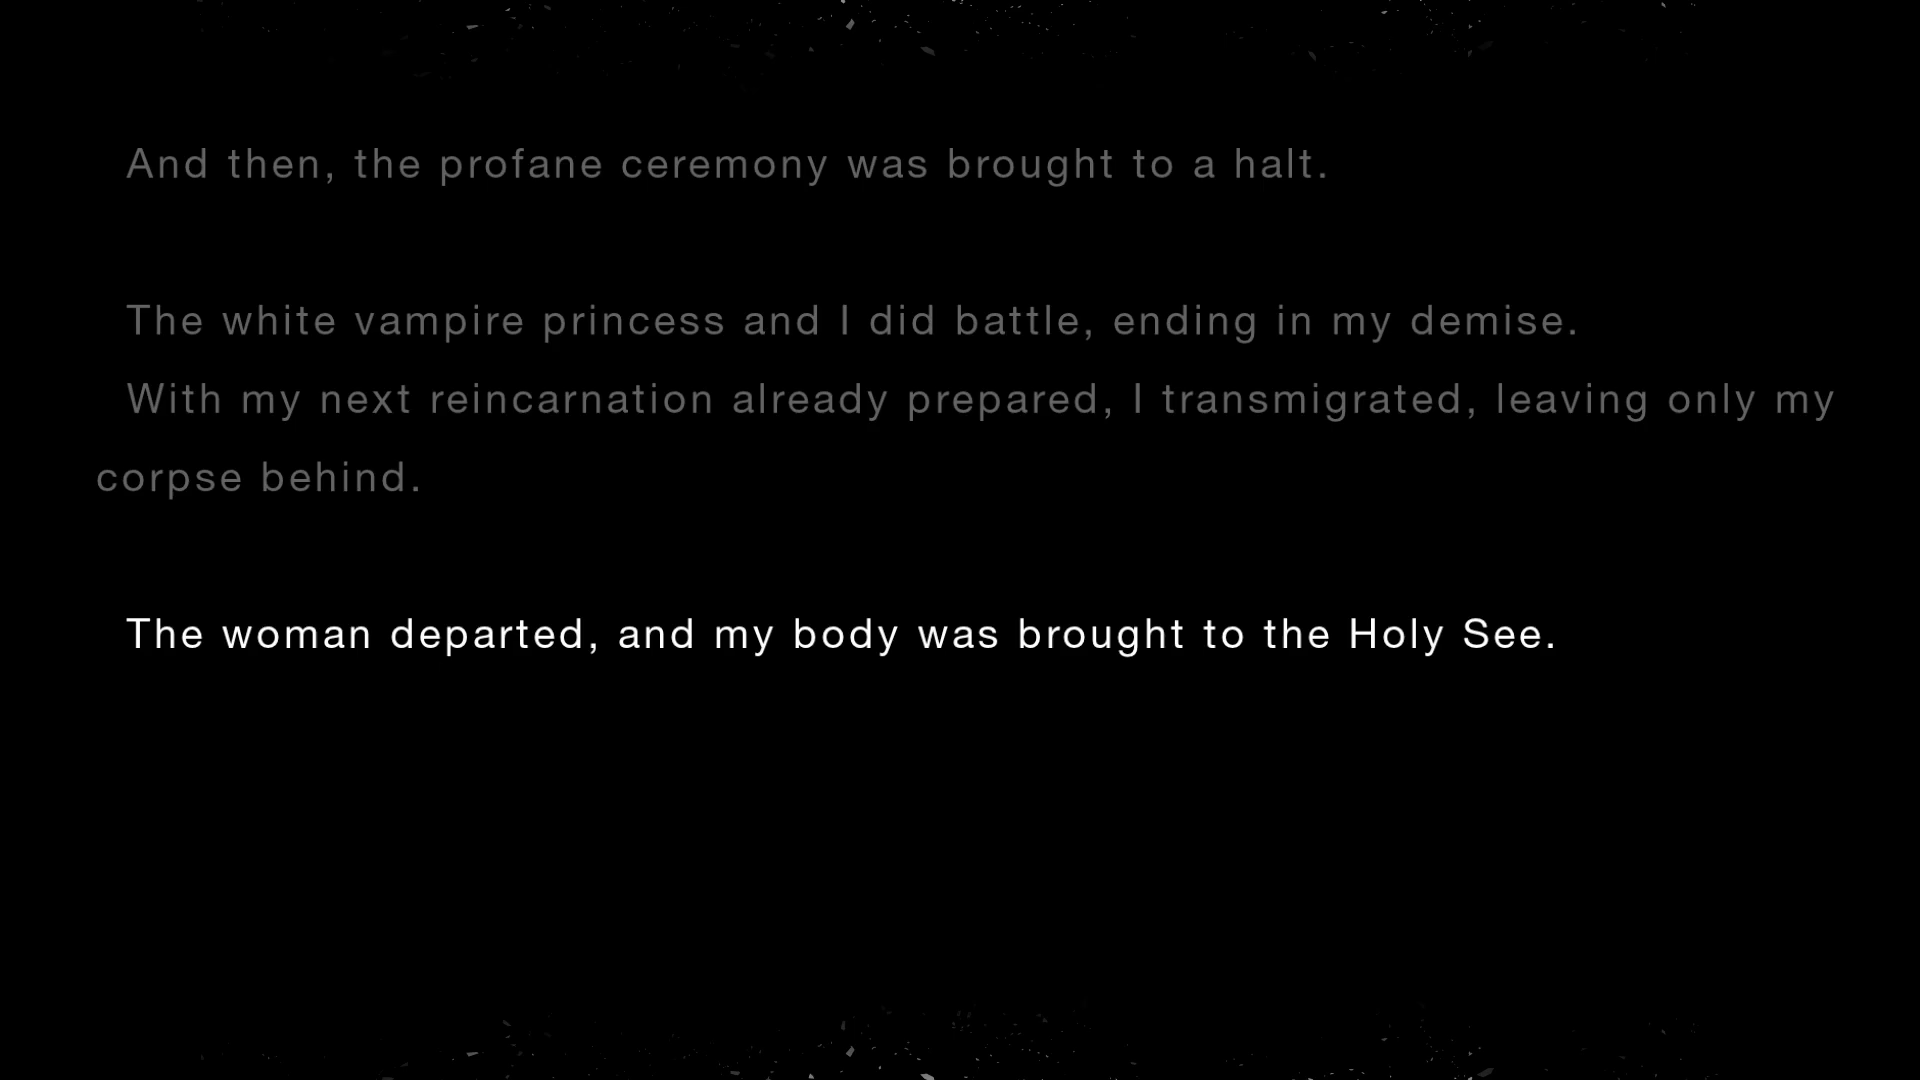 And then, the profane ceremony was brought to a halt.
The white vampire princess and I did battle, ending in my demise.
With my next reincarnation already prepared, I transmigrated, leaving only my
corpse behind.
The woman departed, and my body was brought to the Holy See.